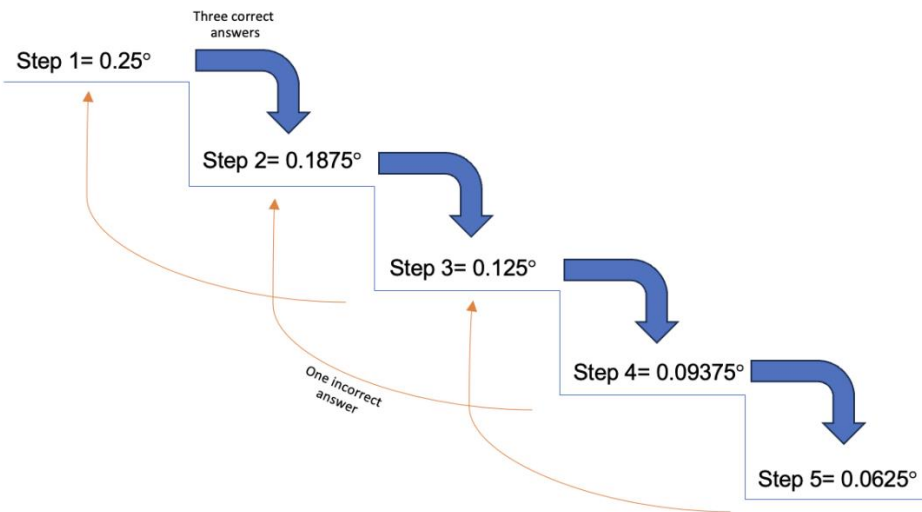 Three correct
answers
Step 1= 0.25°
Step 2= 0.1875°
Step 3= 0.125°
Step 4= 0.09375°
One incorrect
answer
Step 5= 0.0625°